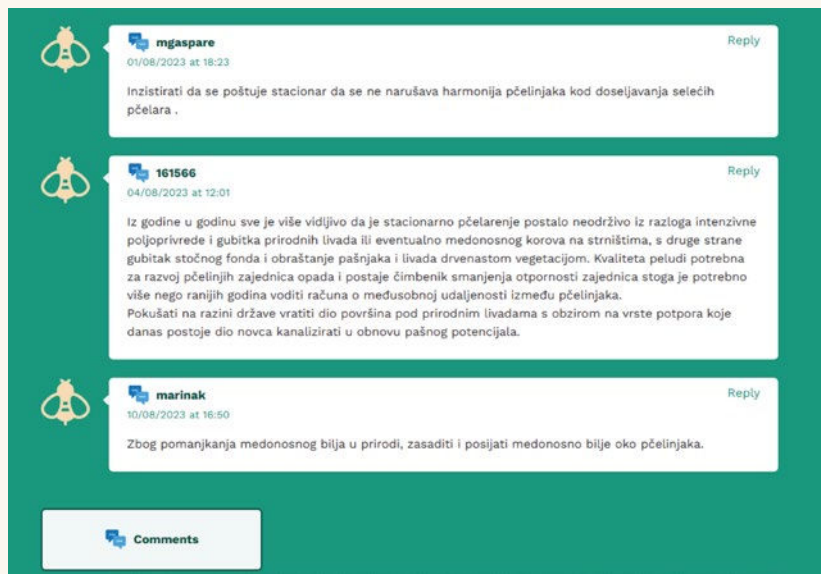 mgaspare
Reply
01/08/2023 at 18:23
Inzistirati da se poštuje stacionar da se ne narušava harmonija pčelinjaka kod doseljavanja selećih
pčelara .
161566
Reply
04/08/2023 at 12:01
Iz godine u godinu sve je više vidljivo da je stacionarno pčelarenje postalo neodrživo iz razloga intenzivne
poljoprivrede i gubitka prirodnih livada ili eventualno medonosnog korova na strništima, s druge strane
gubitak stočnog fonda i obraštanje pašnjaka i livada drvenastom vegetacijom. Kvaliteta peludi potrebna
za razvoj pčelinjih zajednica opada i postaje čimbenik smanjenja otpornosti zajednica stoga je potrebno
više nego ranijih godina voditi računa o međusobnoj udaljenosti između pčelinjaka.
Pokušati na razini države vratiti dio površina pod prirodnim livadama s obzirom na vrste potpora koje
danas postoje dio novca kanalizirati u obnovu pašnog potencijala.
marinak
Reply
10/08/2023 at 16:50
Zbog pomanjkanja medonosnog bilja u prirodi, zasaditi i posijati medonosno bilje oko pčelinjaka.
Comments